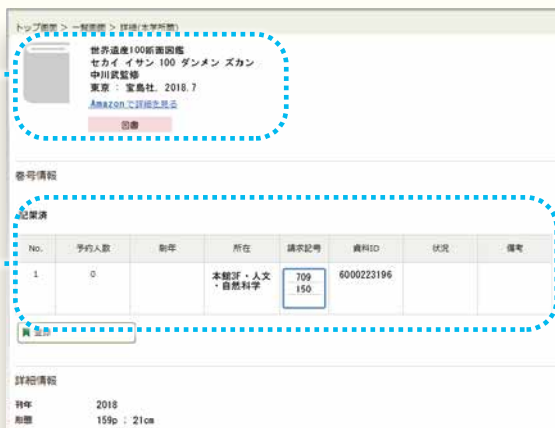 トップ画面 > 一覧画面 > 詳細(本学所蔵)
世界遺産100断面図鑑
セカイ イサン 100 ダンメン ズカン
中川武監修
東京 : 宝島社, 2018.7
Amazonで詳細を見る
図書
巻号情報
配架済
No. 予約人数 刷年 所在 請求記号 資料ID 状況 備考
1 0 本館3F・人文・自然科学 709 150 6000223196
登録
詳細情報
刊年 2018
形態 159p ; 21cm